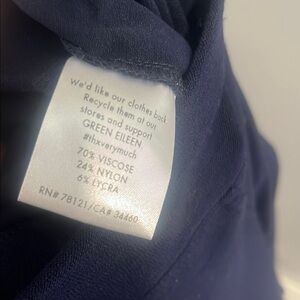 We'd like our clothes back
Recycle them at our
stores and support
GREEN EILEEN
#thxverymuch
70% VISCOSE
24% NYLON
6% LYCRA
RN# 78121/CA# 34460